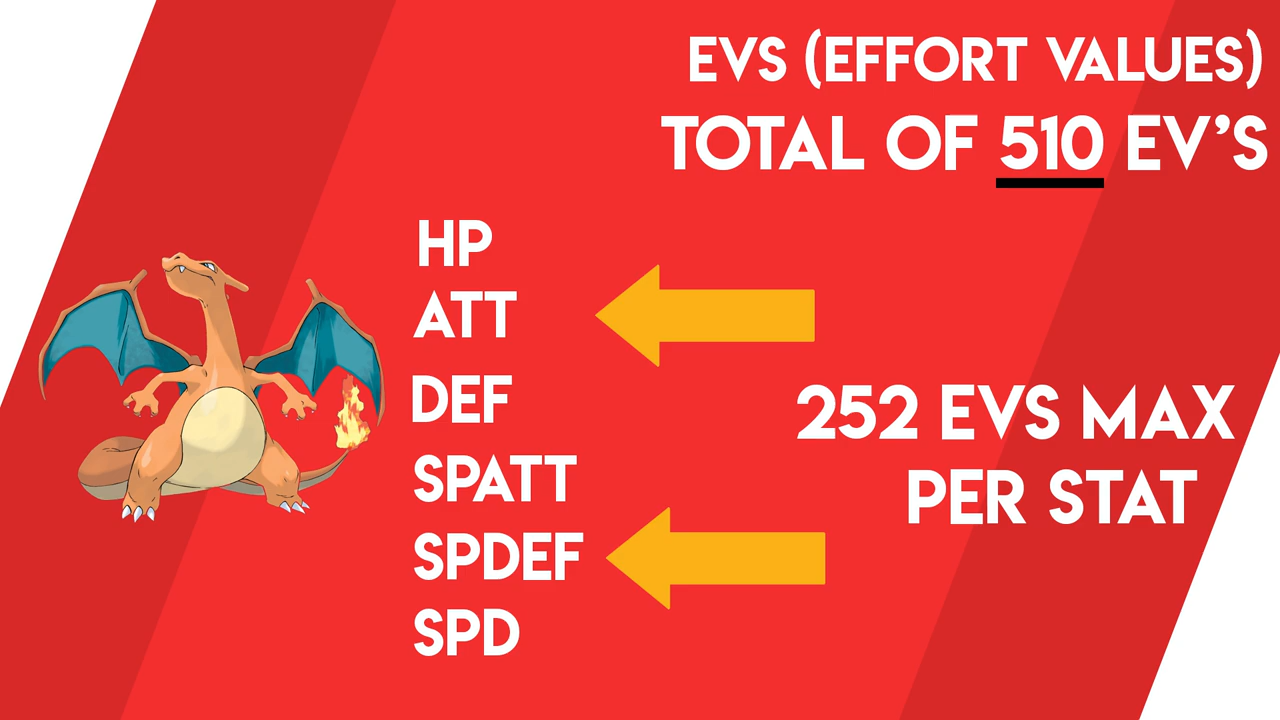 EVS (EFFORT VALUES)
TOTAL OF 510 EV'S
HP
ATT
DEF
SPATT
SPDEF
SPD
252 EVS MAX
PER STAT